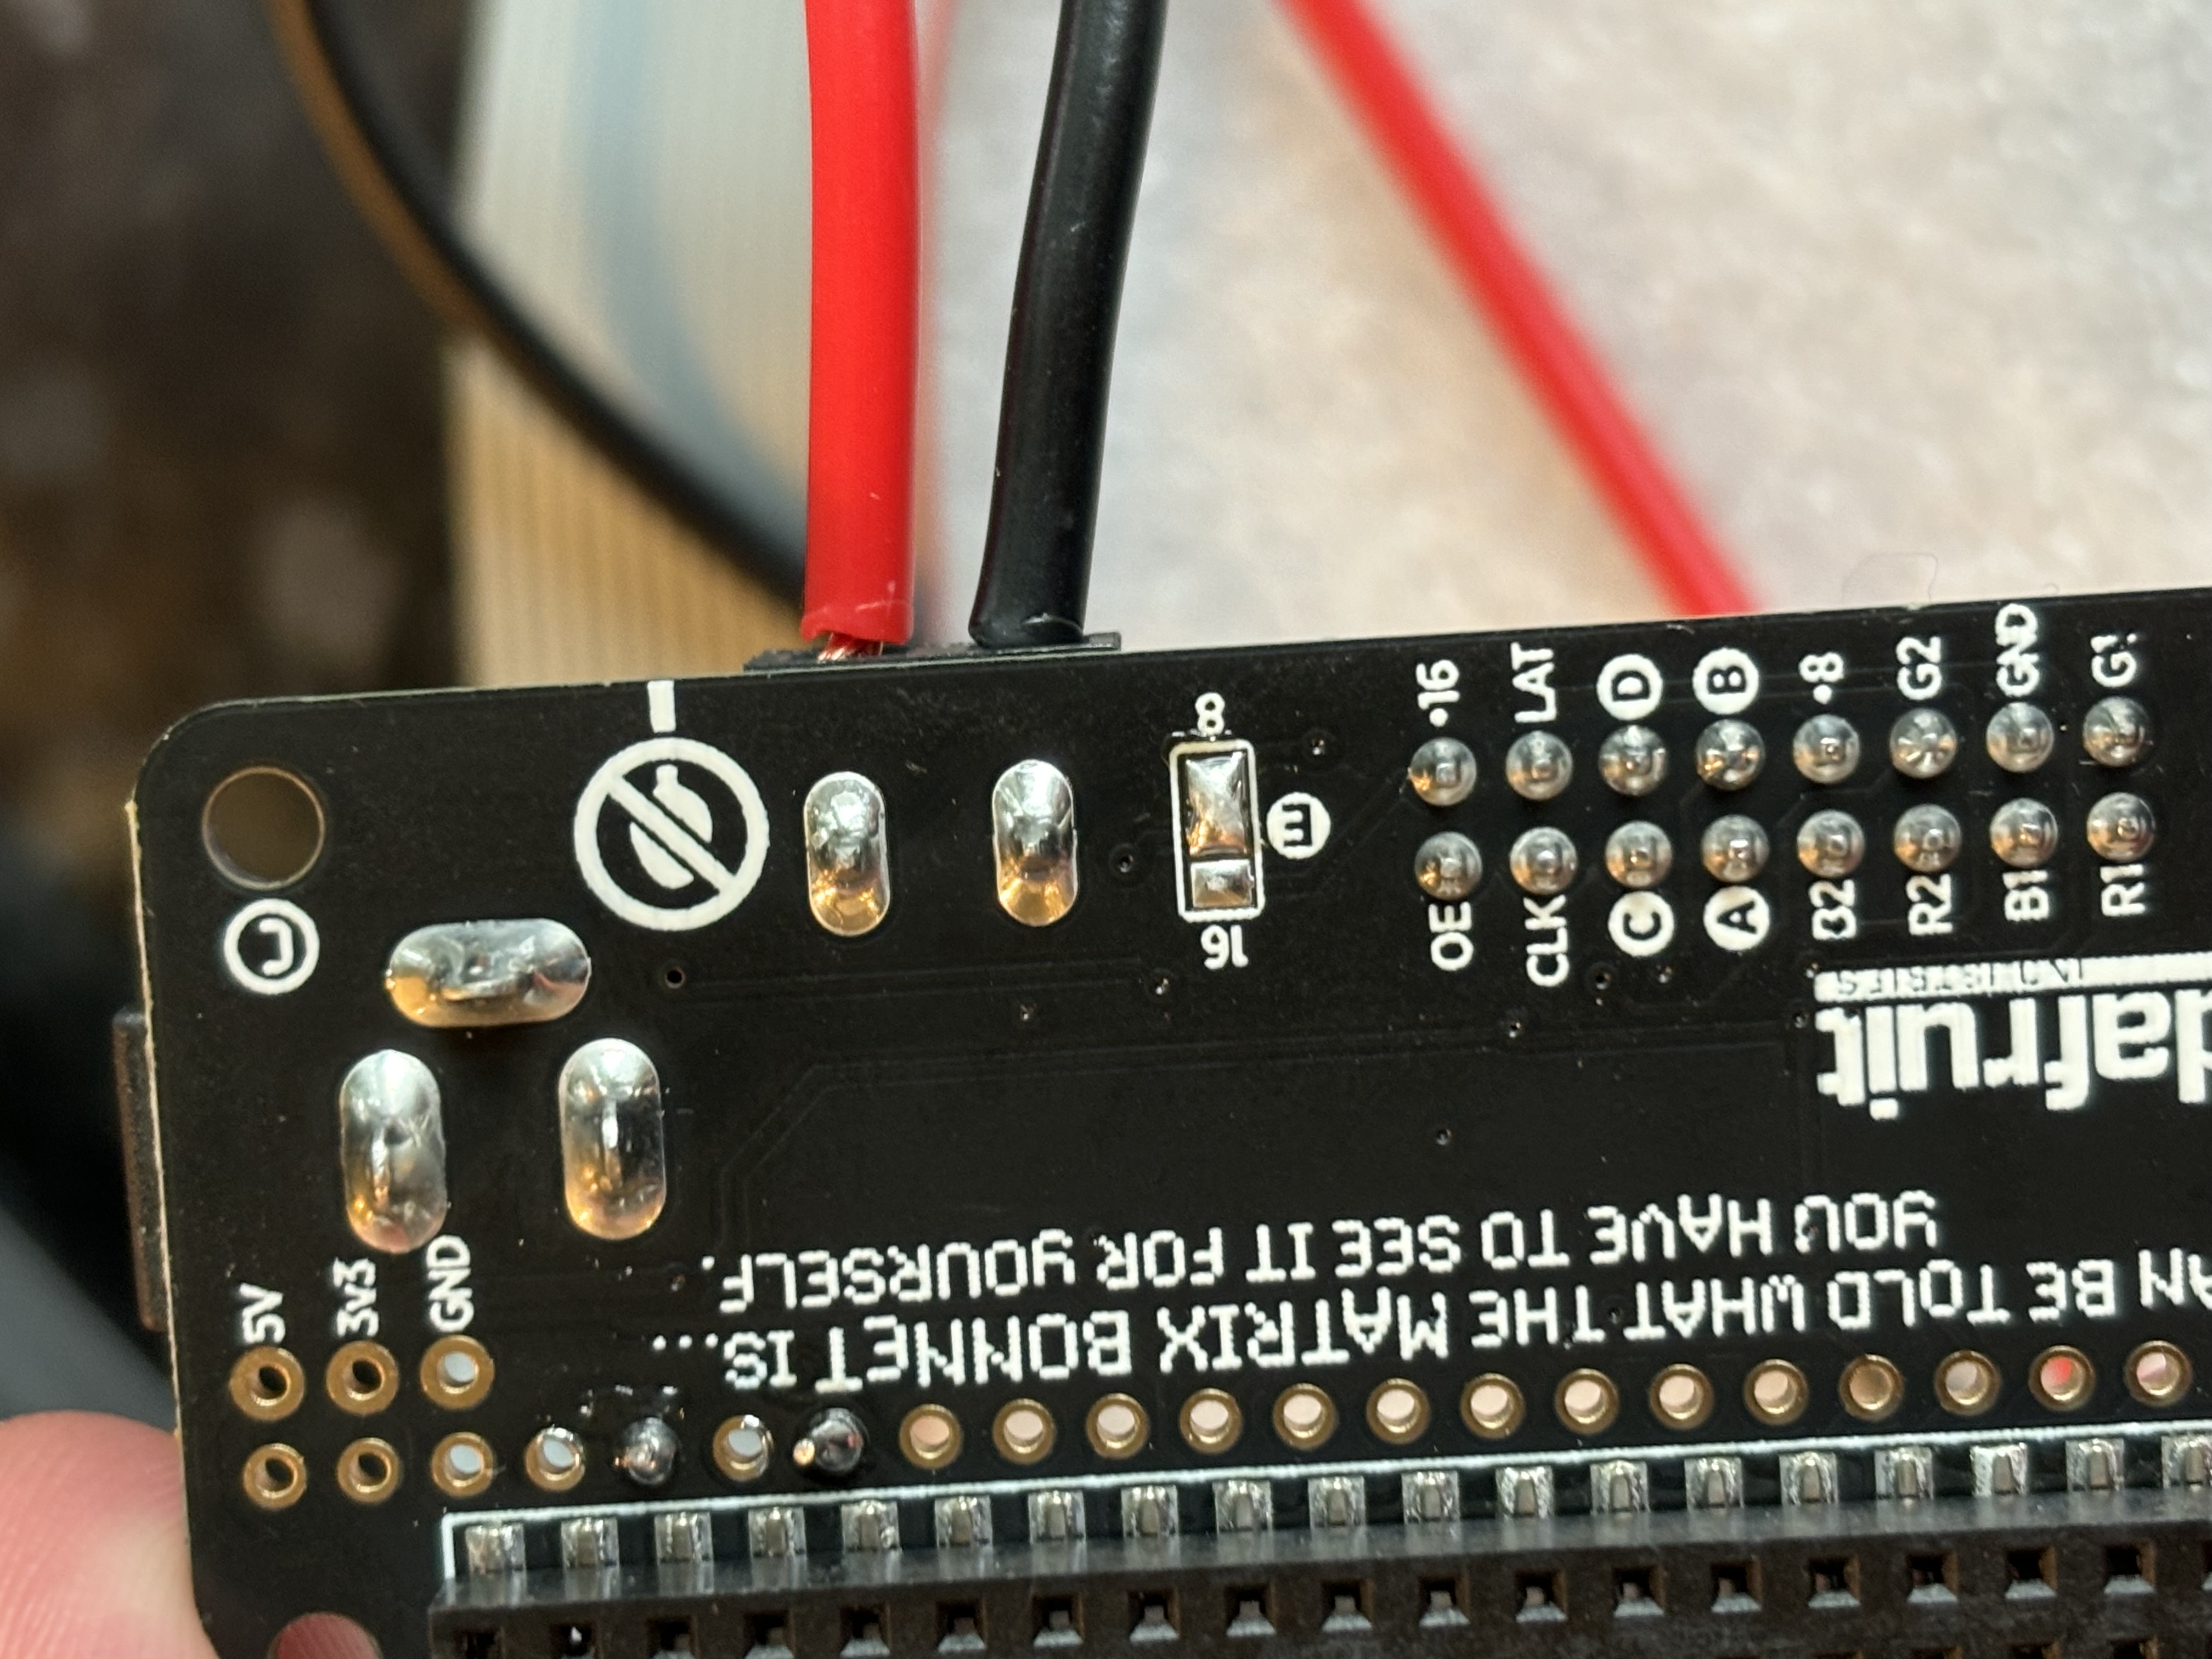 AN BE TOLD WHAT THE MATRIX BONNET IS...
YOU HAVE TO SEE IT FOR YOURSELF.
GND 3v3 5V
dafruit
INDUSTRIES
R1 B1 R2 B2 A C CLK OE
G1 GND G2 •8 B D LAT •16
16
E
8